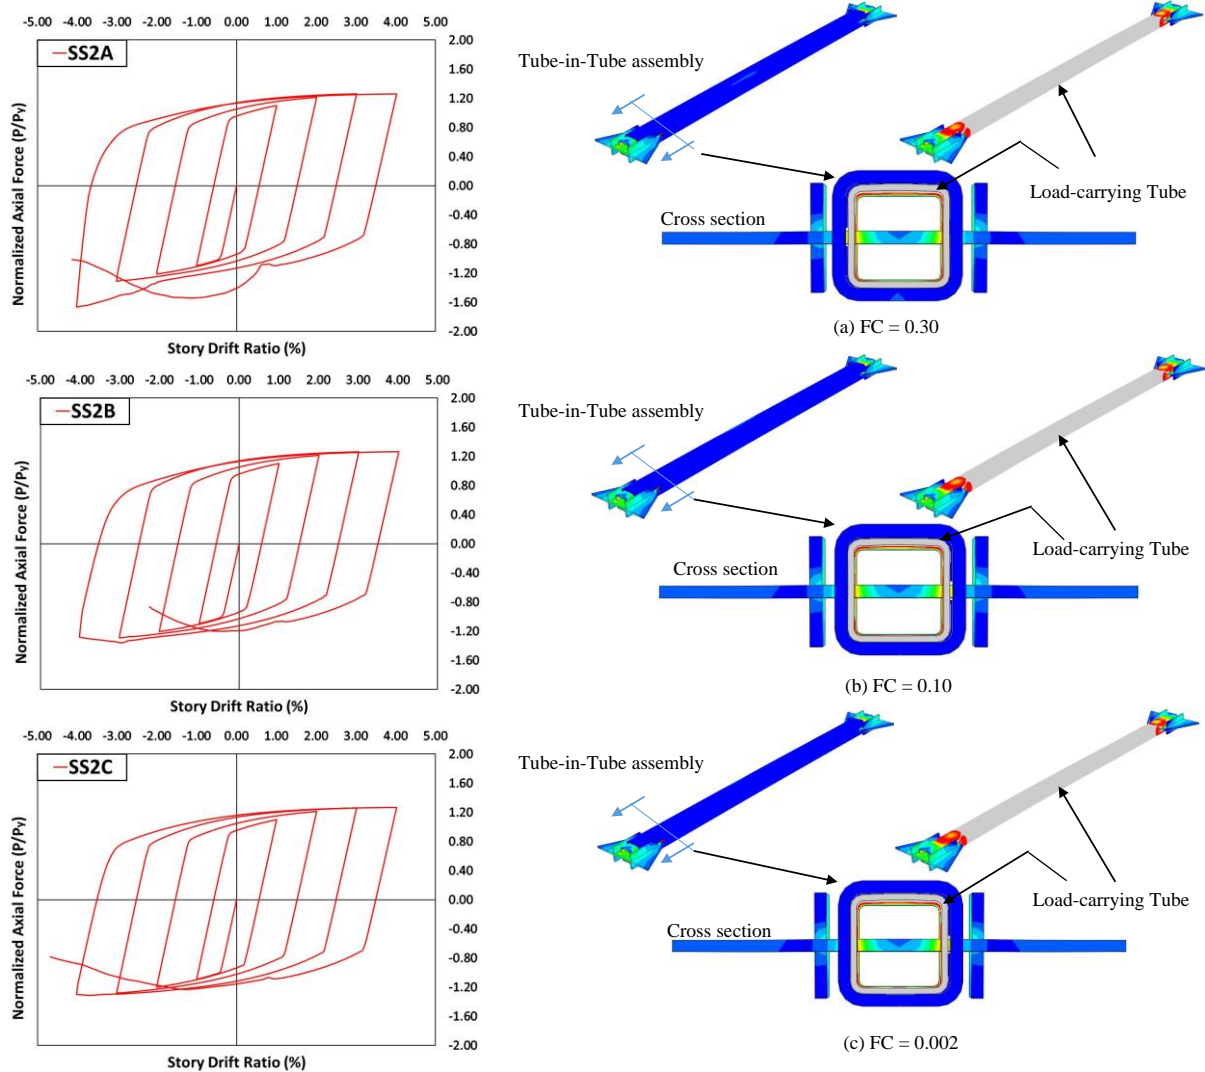 -5.00 -4.00 -3.00 -2.00 -1.00 0.00 1.00 2.00 3.00 4.00 5.00
SS2A
2.00
1.60
1.20
0.80
0.40
0.00
-0.40
-0.80
-1.20
-1.60
-2.00
Normalized Axial Force (P/Py)
Story Drift Ratio (%)
Tube-in-Tube assembly
Load-carrying Tube
Cross section
(a) FC = 0.30
-5.00 -4.00 -3.00 -2.00 -1.00 0.00 1.00 2.00 3.00 4.00 5.00
SS2B
2.00
1.60
1.20
0.80
0.40
0.00
-0.40
-0.80
-1.20
-1.60
-2.00
Normalized Axial Force (P/Py)
Story Drift Ratio (%)
Tube-in-Tube assembly
Load-carrying Tube
Cross section
(b) FC = 0.10
-5.00 -4.00 -3.00 -2.00 -1.00 0.00 1.00 2.00 3.00 4.00 5.00
SS2C
2.00
1.60
1.20
0.80
0.40
0.00
-0.40
-0.80
-1.20
-1.60
-2.00
Normalized Axial Force (P/Py)
Story Drift Ratio (%)
Tube-in-Tube assembly
Load-carrying Tube
Cross section
(c) FC = 0.002